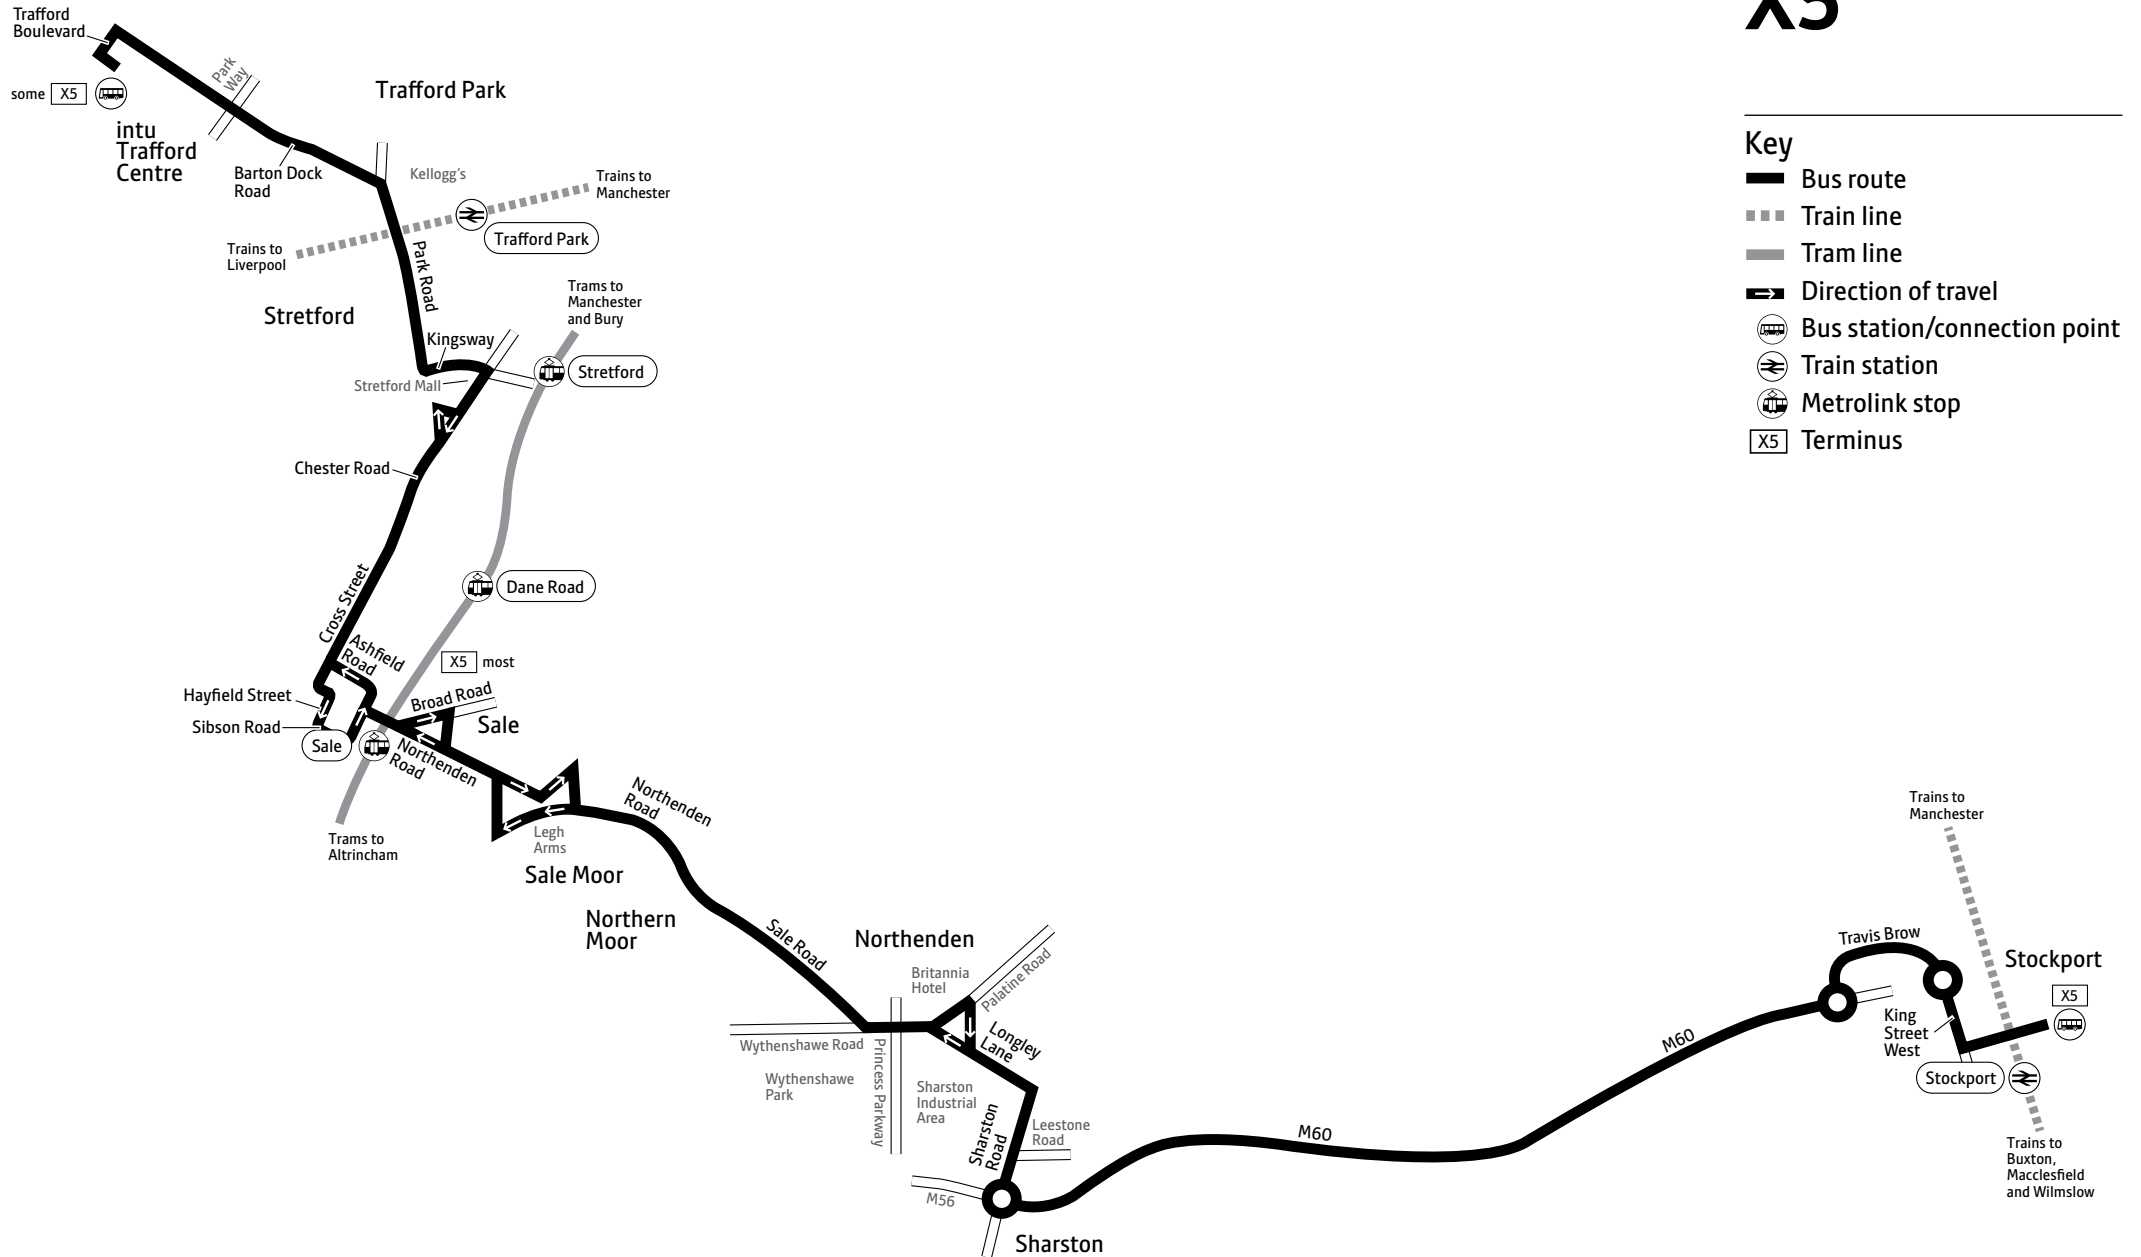 X5
Trafford
Boulevard
some X5
Park
Way
Trafford Park
intu
Trafford
Centre
Barton Dock
Road
Kellogg's
Trains to
Manchester
Trafford Park
Trains to
Liverpool
Park Road
Stretford
Trams to
Manchester
and Bury
Kingsway
Stretford
Stretford Mall
Chester Road
Cross Street
Dane Road
Ashfield
Road
X5 most
Hayfield Street
Broad Road
Sibson Road
Sale
Sale
Northenden
Road
Northenden
Road
Trams to
Altrincham
Legh
Arms
Sale Moor
Northern
Moor
Sale Road
Northenden
Britannia
Hotel
Palatine Road
Longley
Lane
Wythenshawe Road
Princess Parkway
Wythenshawe
Park
Sharston
Industrial
Area
Sharston
Road
Leestone
Road
M56
Sharston
M60
M60
Travis Brow
King
Street
West
Trains to
Manchester
Stockport
X5
Stockport
Trains to
Buxton,
Macclesfield
and Wilmslow
Key
Bus route
Train line
Tram line
Direction of travel
Bus station/connection point
Train station
Metrolink stop
X5 Terminus